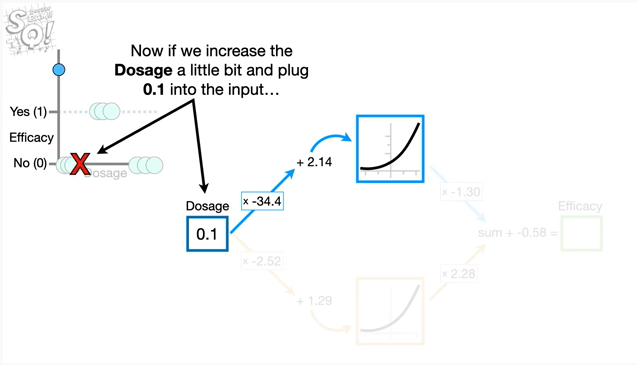 StatQuest!
Now if we increase the
Dosage a little bit and plug
0.1 into the input…
Yes (1)
Efficacy
No (0)
Dosage
X
Dosage
0.1
x -34.4
+ 2.14
x -1.30
x -2.52
+ 1.29
x 2.28
sum + -0.58 =
Efficacy